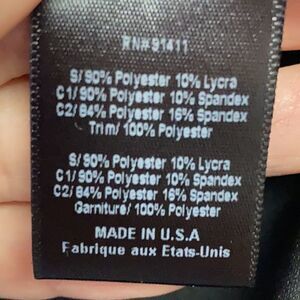 RN#91411
S/ 90% Polyester 10% Lycra
C1/ 90% Polyester 10% Spandex
C2/ 84% Polyester 16% Spandex
Trim/ 100% Polyester
S/ 90% Polyester 10% Lycra
C1/ 90% Polyester 10% Spandex
C2/ 84% Polyester 16% Spandex
Garniture/ 100% Polyester
MADE IN U.S.A
Fabrique aux Etats-Unis